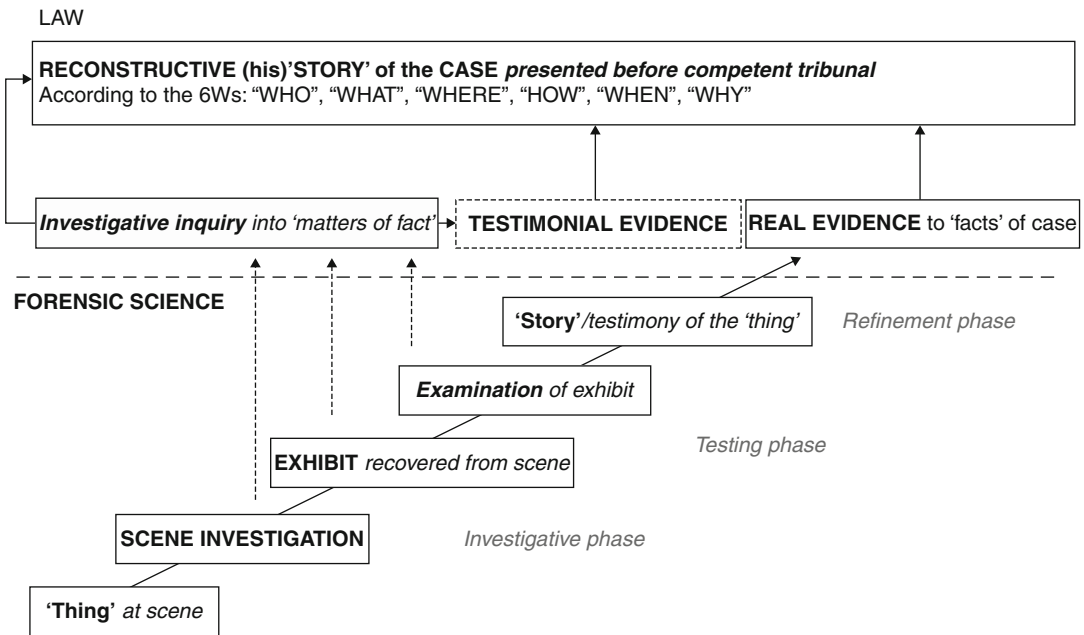 LAW
RECONSTRUCTIVE (his)’STORY’ of the CASE presented before competent tribunal
According to the 6Ws: “WHO”, “WHAT”, “WHERE”, “HOW”, “WHEN”, “WHY”
Investigative inquiry into ‘matters of fact’
TESTIMONIAL EVIDENCE
REAL EVIDENCE to ‘facts’ of case
FORENSIC SCIENCE
‘Story’/testimony of the ‘thing’
Refinement phase
Examination of exhibit
Testing phase
EXHIBIT recovered from scene
SCENE INVESTIGATION
Investigative phase
‘Thing’ at scene